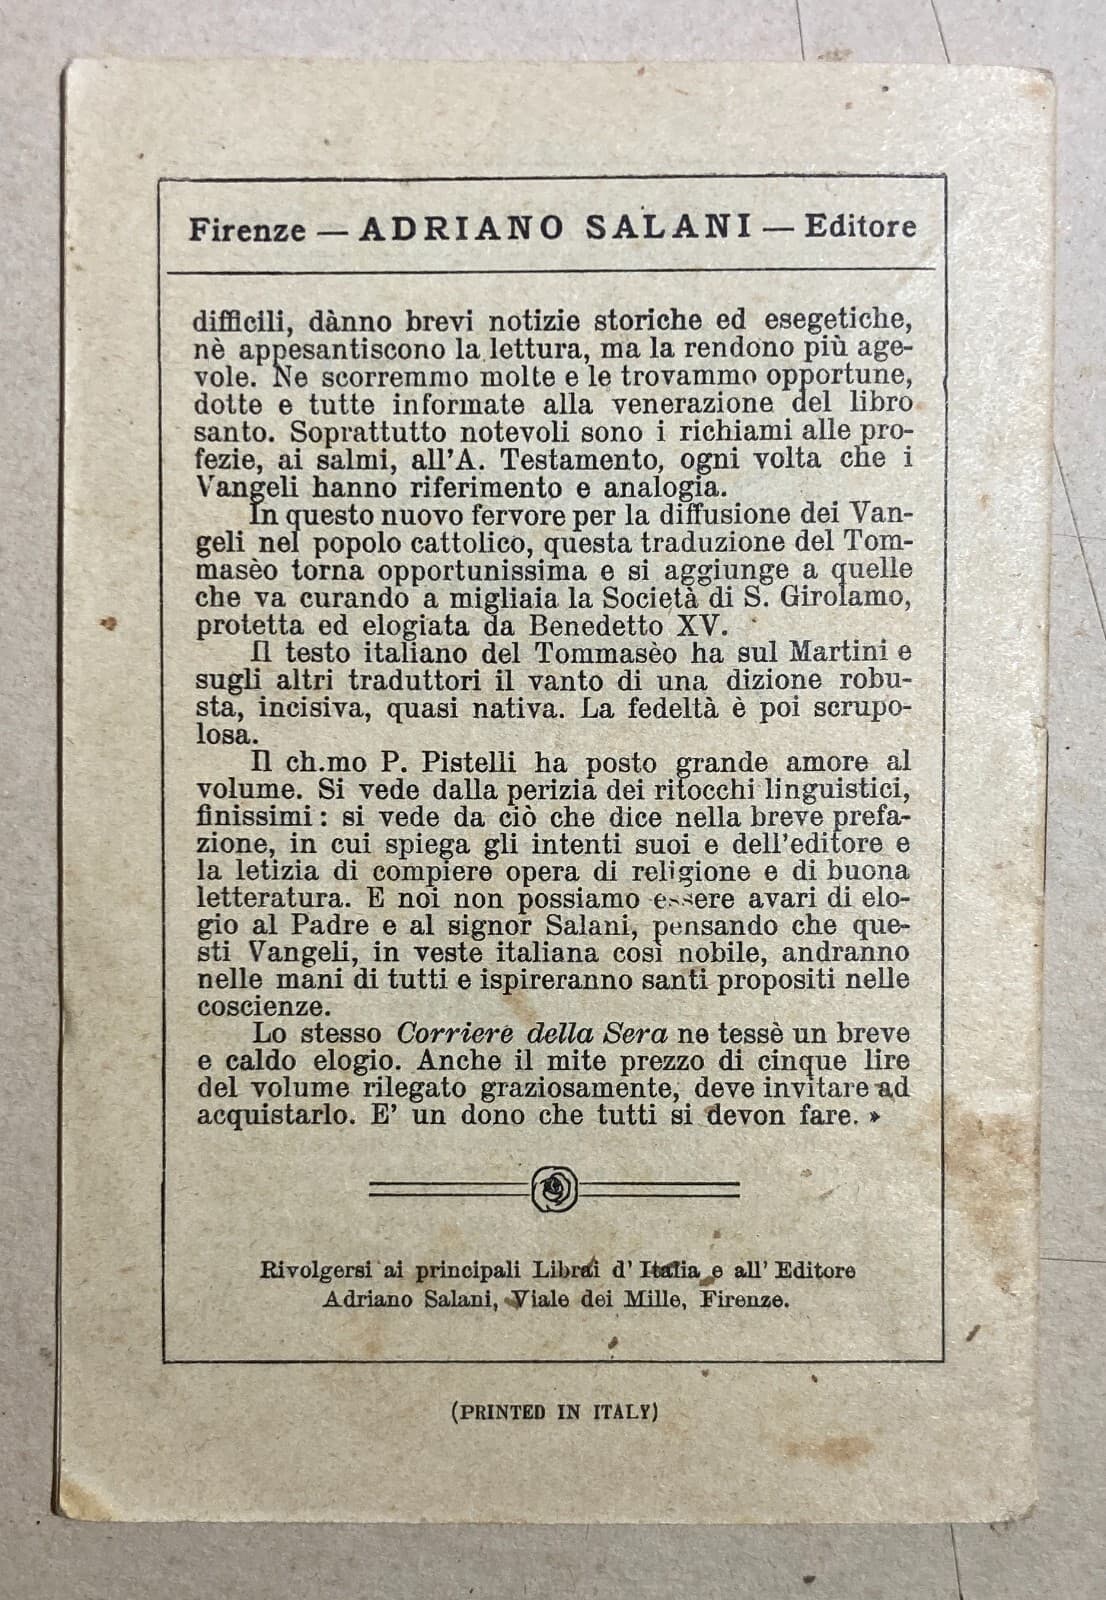 Firenze — ADRIANO SALANI — Editore
difficili, dànno brevi notizie storiche ed esegetiche,
nè appesantiscono la lettura, ma la rendono più age-
vole. Ne scorremmo molte e le trovammo opportune,
dotte e tutte informate alla venerazione del libro
santo. Soprattutto notevoli sono i richiami alle pro-
fezie, ai salmi, all'A. Testamento, ogni volta che i
Vangeli hanno riferimento e analogia.
In questo nuovo fervore per la diffusione dei Van-
geli nel popolo cattolico, questa traduzione del Tom-
masèo torna opportunissima e si aggiunge a quelle
che va curando a migliaia la Società di S. Girolamo,
protetta ed elogiata da Benedetto XV.
Il testo italiano del Tommasèo ha sul Martini e
sugli altri traduttori il vanto di una dizione robu-
sta, incisiva, quasi nativa. La fedeltà è poi scrupo-
losa.
Il ch.mo P. Pistelli ha posto grande amore al
volume. Si vede dalla perizia dei ritocchi linguistici,
finissimi: si vede da ciò che dice nella breve prefa-
zione, in cui spiega gli intenti suoi e dell'editore e
la letizia di compiere opera di religione e di buona
letteratura. E noi non possiamo essere avari di elo-
gio al Padre e al signor Salani, pensando che que-
sti Vangeli, in veste italiana così nobile, andranno
nelle mani di tutti e ispireranno santi propositi nelle
coscienze.
Lo stesso Corriere della Sera ne tessè un breve
e caldo elogio. Anche il mite prezzo di cinque lire
del volume rilegato graziosamente, deve invitare ad
acquistarlo. E' un dono che tutti si devon fare. »
Rivolgersi ai principali Librai d' Italia e all' Editore
Adriano Salani, Viale dei Mille, Firenze.
(PRINTED IN ITALY)